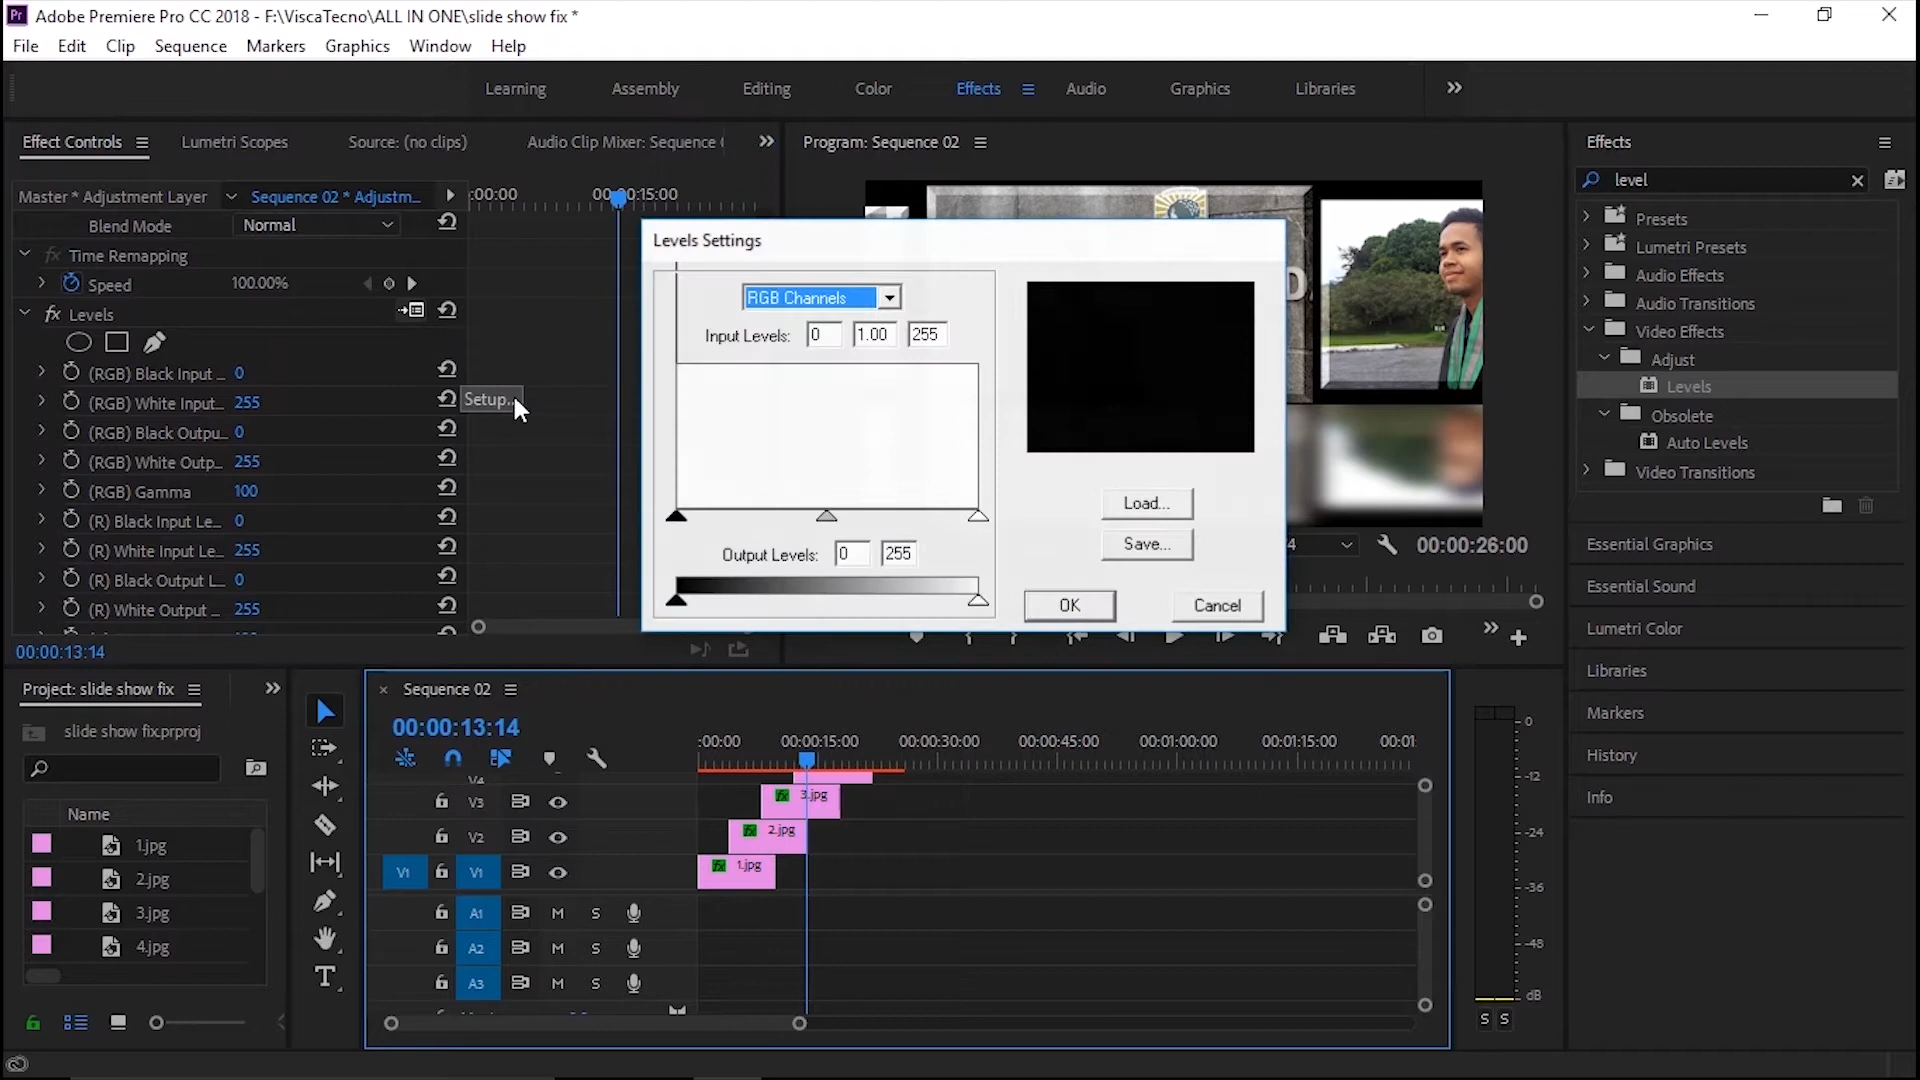 Adobe Premiere Pro CC 2018 - F:\ViscaTecno\ALL IN ONE\slide show fix *
File Edit Clip Sequence Markers Graphics Window Help
Learning Assembly Editing Color Effects Audio Graphics Libraries
Effect Controls Lumetri Scopes Source: (no clips) Audio Clip Mixer: Sequence
Program: Sequence 02
Effects
Master * Adjustment Layer Sequence 02 * Adjustm...
:00:00 00:00:15:00
level
Blend Mode Normal
Time Remapping
Speed 100.00%
fx Levels
(RGB) Black Input ... 0
(RGB) White Input... 255
Setup...
(RGB) Black Outpu... 0
(RGB) White Outp... 255
(RGB) Gamma 100
(R) Black Input Le... 0
(R) White Input Le... 255
(R) Black Output L... 0
(R) White Output ... 255
00:00:13:14
Levels Settings
RGB Channels
Input Levels: 0 1.00 255
Output Levels: 0 255
Load...
Save...
OK Cancel
D
4 00:00:26:00
Presets
Lumetri Presets
Audio Effects
Audio Transitions
Video Effects
Adjust
Levels
Obsolete
Auto Levels
Video Transitions
Essential Graphics
Essential Sound
Lumetri Color
Libraries
Markers
History
Info
Project: slide show fix
slide show fix.prproj
Name
1.jpg
2.jpg
3.jpg
4.jpg
Sequence 02
00:00:13:14
:00:00 00:00:15:00 00:00:30:00 00:00:45:00 00:01:00:00 00:01:15:00 00:01:
V4
V3 fx 3.jpg
V2 fx 2.jpg
V1 V1 fx 1.jpg
A1 M S
A2 M S
A3 M S
0
-12
-24
-36
-48
dB
S S